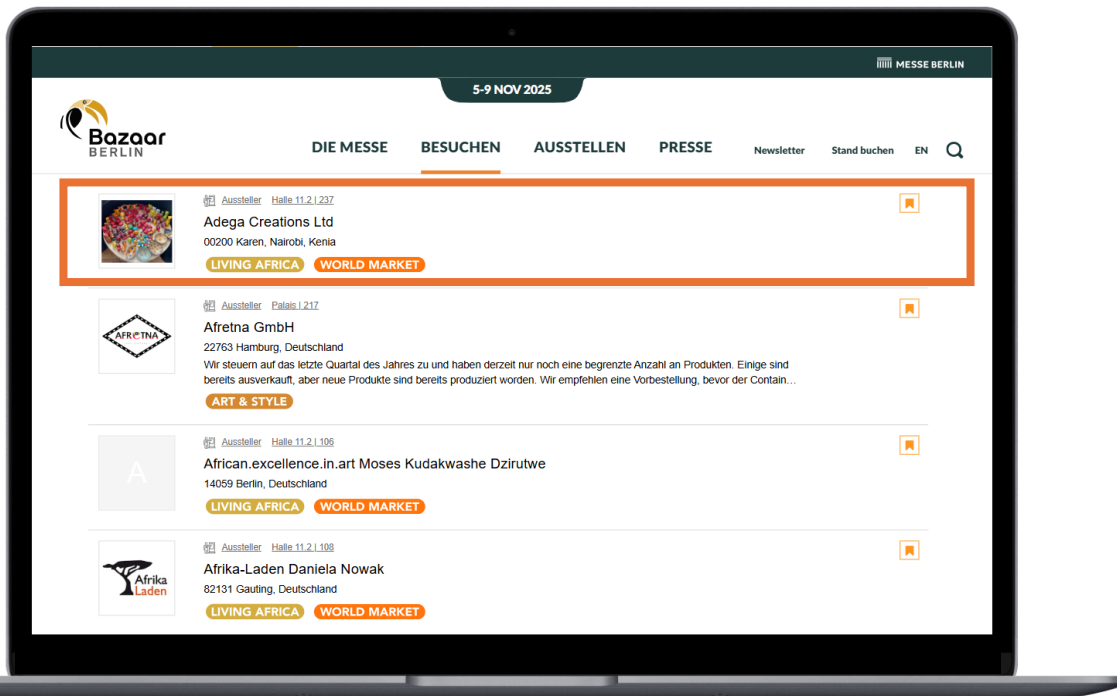 MESSE BERLIN
5-9 NOV 2025
Bazaar
BERLIN
DIE MESSE BESUCHEN AUSSTELLEN PRESSE Newsletter Stand buchen EN
Aussteller Halle 11.2 | 237
Adega Creations Ltd
00200 Karen, Nairobi, Kenia
LIVING AFRICA WORLD MARKET
Aussteller Palais | 217
AFRETNA
Afretna GmbH
22763 Hamburg, Deutschland
Wir steuern auf das letzte Quartal des Jahres zu und haben derzeit nur noch eine begrenzte Anzahl an Produkten. Einige sind
bereits ausverkauft, aber neue Produkte sind bereits produziert worden. Wir empfehlen eine Vorbestellung, bevor der Contain…
ART & STYLE
Aussteller Halle 11.2 | 106
A
African.excellence.in.art Moses Kudakwashe Dzirutwe
14059 Berlin, Deutschland
LIVING AFRICA WORLD MARKET
Aussteller Halle 11.2 | 108
Afrika
Laden
Afrika-Laden Daniela Nowak
82131 Gauting, Deutschland
LIVING AFRICA WORLD MARKET